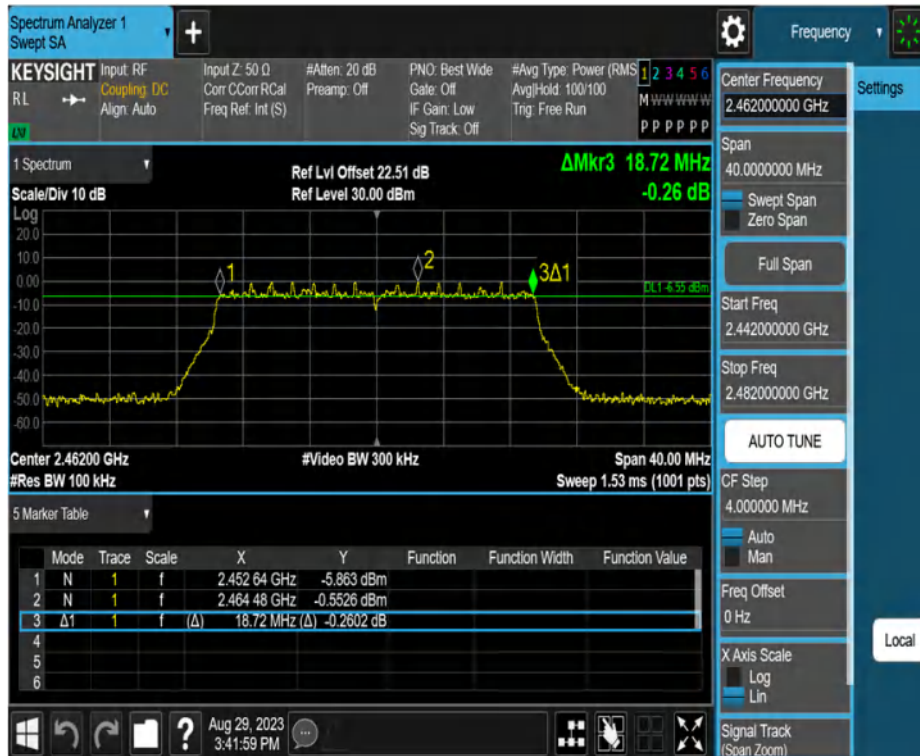 Spectrum Analyzer 1
Swept SA
+
Frequency
KEYSIGHT
RL
LNI
Input: RF
Coupling: DC
Align: Auto
Input Z: 50 Ω
Corr CCorr RCal
Freq Ref: Int (S)
#Atten: 20 dB
Preamp: Off
PNO: Best Wide
Gate: Off
IF Gain: Low
Sig Track: Off
#Avg Type: Power (RMS
Avg|Hold: 100/100
Trig: Free Run
1 2 3 4 5 6
M W W W W W
P P P P P P
1 Spectrum
Scale/Div 10 dB
Ref Lvl Offset 22.51 dB
Ref Level 30.00 dBm
ΔMkr3 18.72 MHz
-0.26 dB
Log
20.0
10.0
0.00
-10.0
-20.0
-30.0
-40.0
-50.0
-60.0
1
2
3Δ1
DL1 -6.55 dBm
Center 2.46200 GHz
#Res BW 100 kHz
#Video BW 300 kHz
Span 40.00 MHz
Sweep 1.53 ms (1001 pts)
5 Marker Table
Mode Trace Scale X Y Function Function Width Function Value
1 N 1 f 2.452 64 GHz -5.863 dBm
2 N 1 f 2.464 48 GHz -0.5526 dBm
3 Δ1 1 f (Δ) 18.72 MHz (Δ) -0.2602 dB
4
5
6
?
Aug 29, 2023
3:41:59 PM
Center Frequency
2.462000000 GHz
Span
40.0000000 MHz
Swept Span
Zero Span
Full Span
Start Freq
2.442000000 GHz
Stop Freq
2.482000000 GHz
AUTO TUNE
CF Step
4.000000 MHz
Auto
Man
Freq Offset
0 Hz
X Axis Scale
Log
Lin
Signal Track
(Span Zoom)
Settings
Local